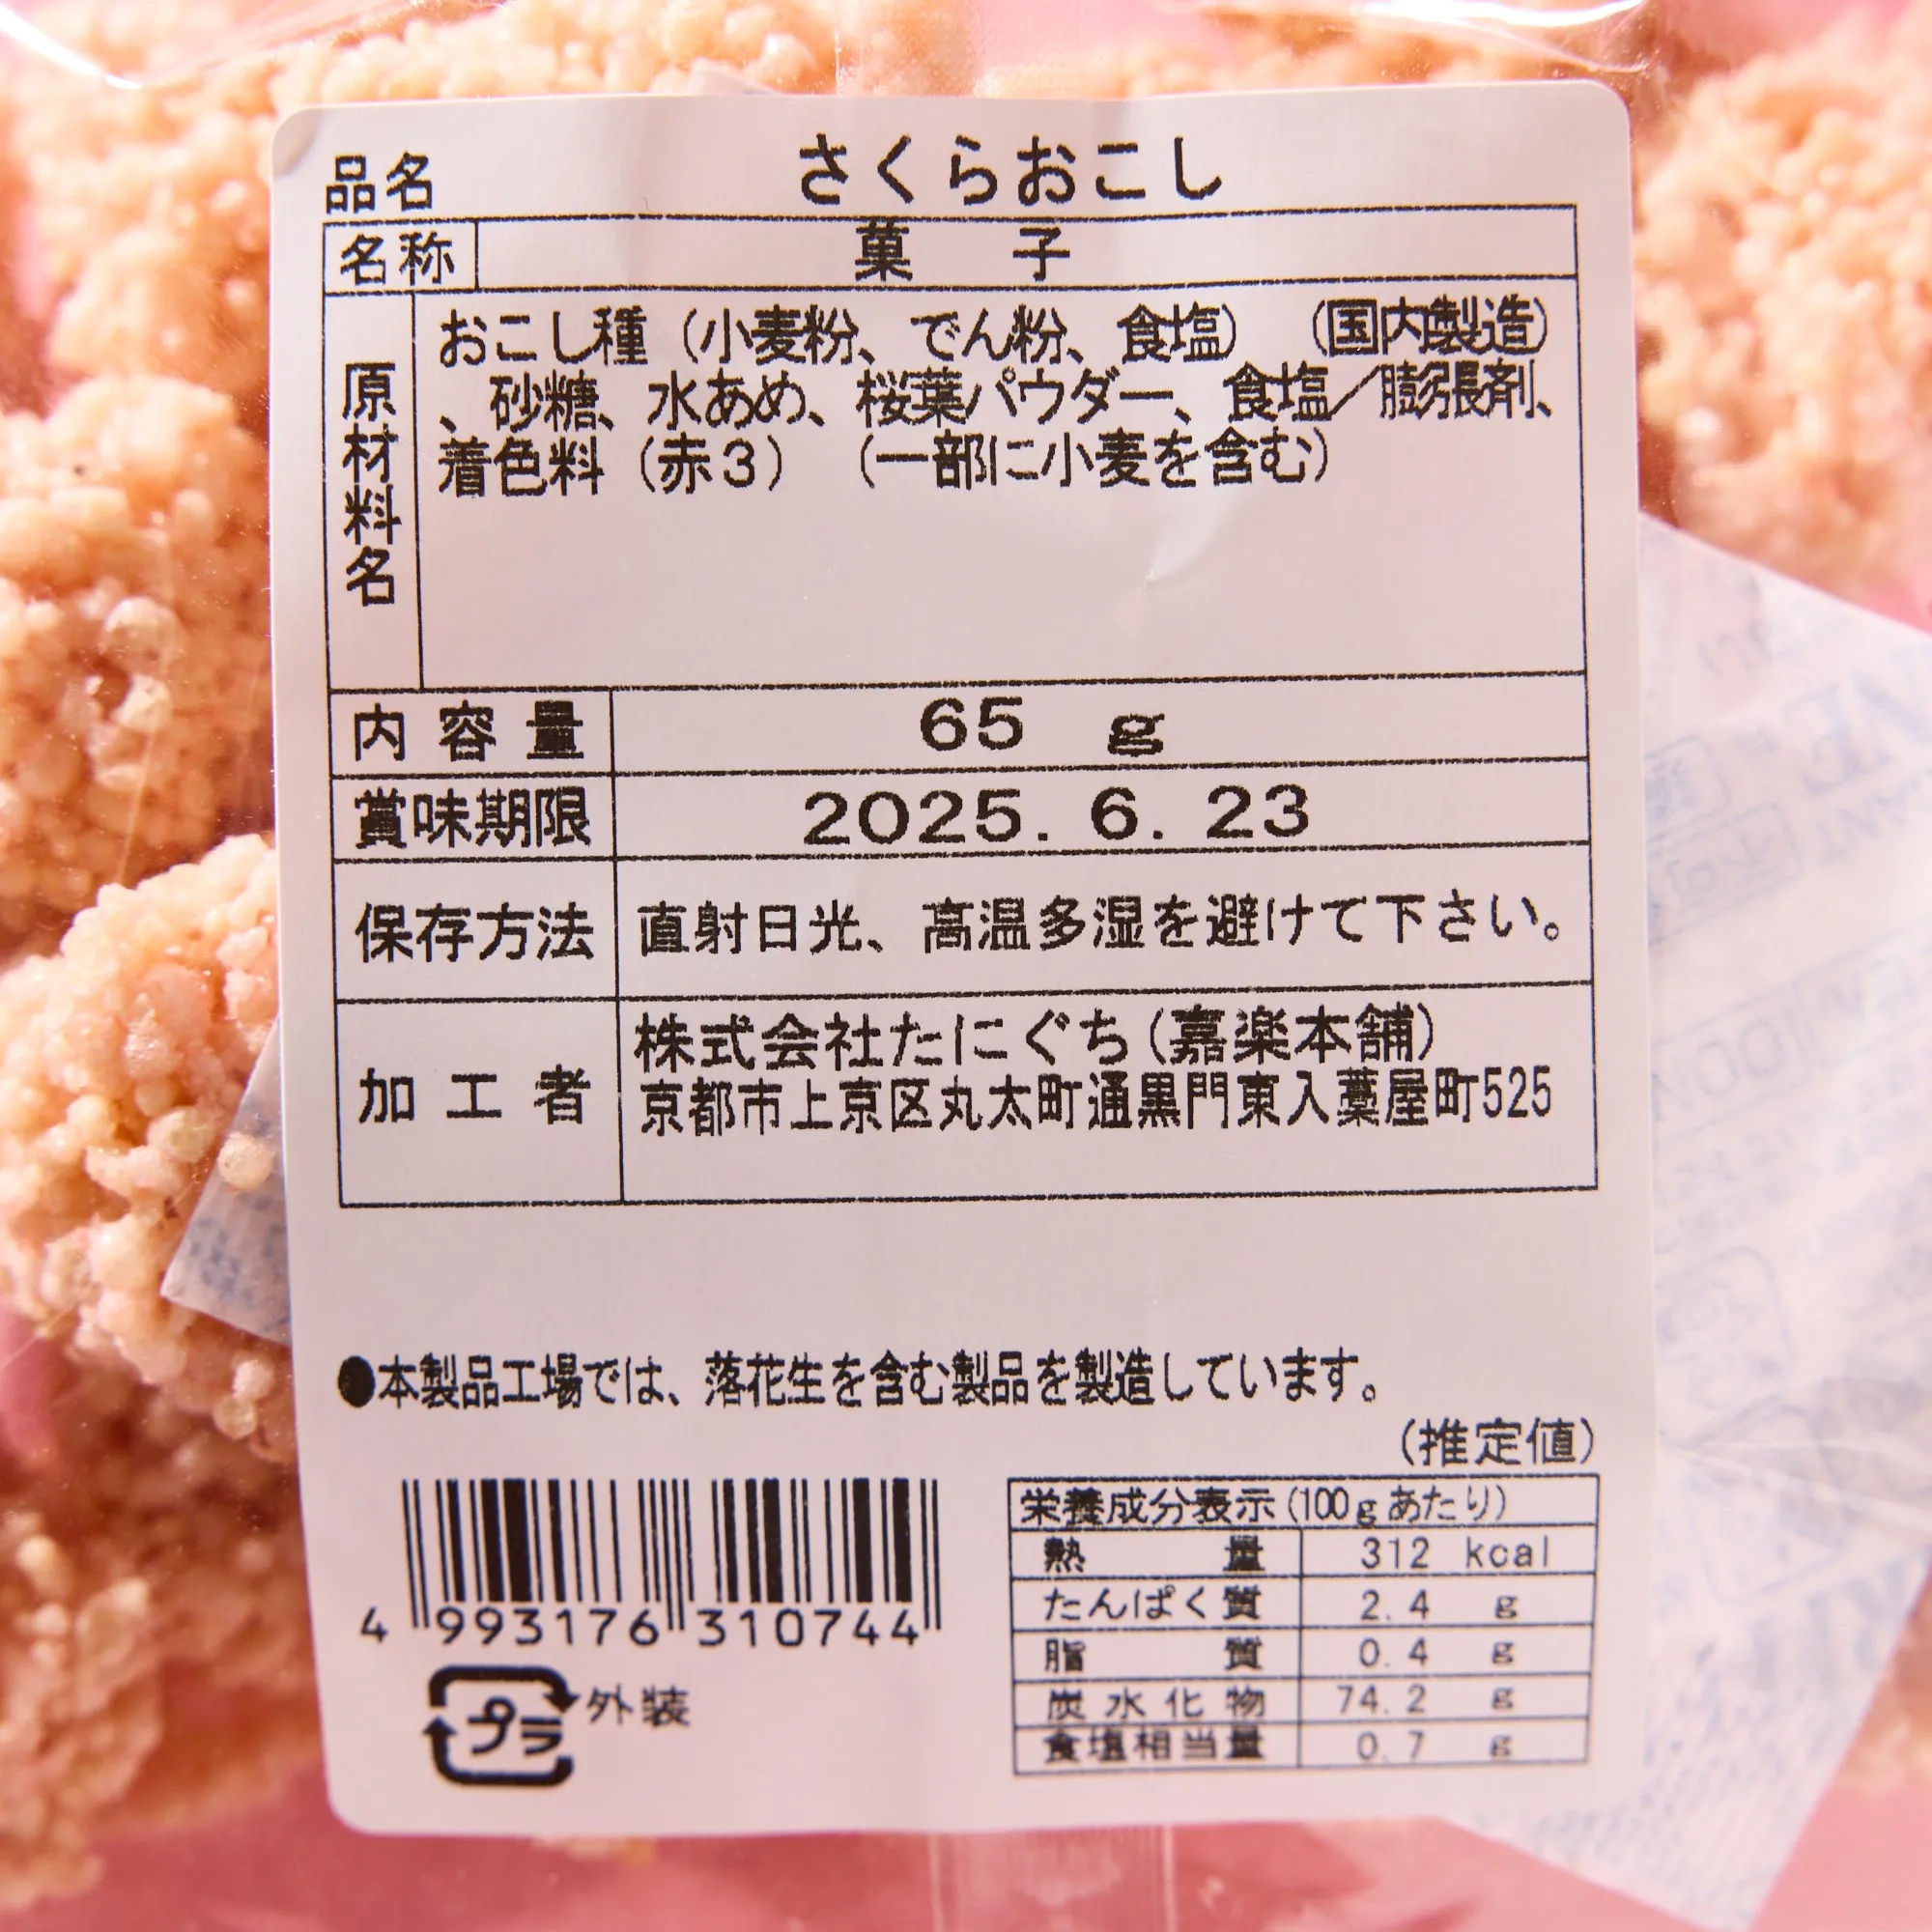 品名 さくらおこし
名称 菓子
原材料名 おこし種（小麦粉、でん粉、食塩）（国内製造）
、砂糖、水あめ、桜葉パウダー、食塩／膨張剤、
着色料（赤３）（一部に小麦を含む）
内容量 65 g
賞味期限 2025. 6. 23
保存方法 直射日光、高温多湿を避けて下さい。
加工者 株式会社たにぐち(嘉楽本舗)
京都市上京区丸太町通黒門東入藁屋町525
●本製品工場では、落花生を含む製品を製造しています。
(推定値)
栄養成分表示(100gあたり)
熱量 312 kcal
たんぱく質 2.4 g
脂質 0.4 g
炭水化物 74.2 g
食塩相当量 0.7 g
4 993176 310744
プラ 外装